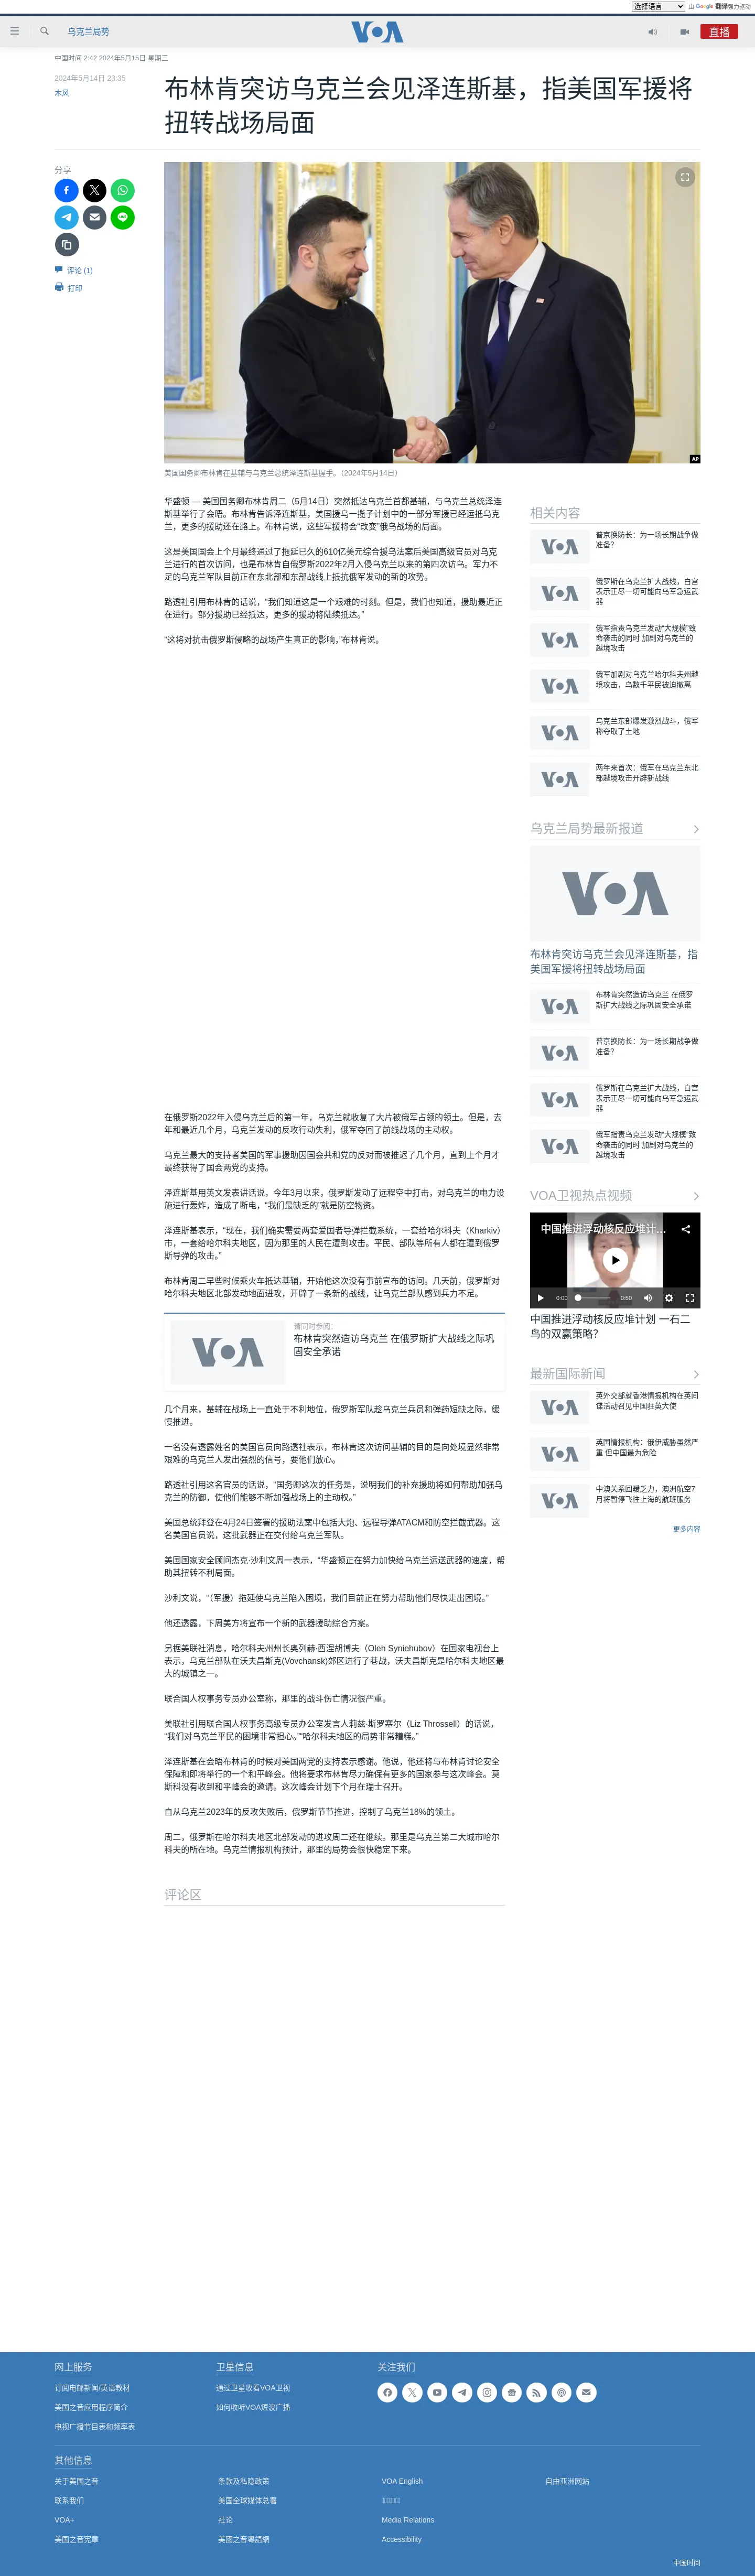 选择语言 由 Google 翻译强力驱动
乌克兰局势
VOA
直播
中国时间 2:42 2024年5月15日 星期三
2024年5月14日 23:35
木风
布林肯突访乌克兰会见泽连斯基，指美国军援将
扭转战场局面
分享
评论 (1)
打印
AP
美国国务卿布林肯在基辅与乌克兰总统泽连斯基握手。（2024年5月14日）
华盛顿 — 美国国务卿布林肯周二（5月14日）突然抵达乌克兰首都基辅，与乌克兰总统泽连
斯基举行了会晤。布林肯告诉泽连斯基，美国援乌一揽子计划中的一部分军援已经运抵乌克
兰，更多的援助还在路上。布林肯说，这些军援将会“改变”俄乌战场的局面。
这是美国国会上个月最终通过了拖延已久的610亿美元综合援乌法案后美国高级官员对乌克
兰进行的首次访问，也是布林肯自俄罗斯2022年2月入侵乌克兰以来的第四次访乌。军力不
足的乌克兰军队目前正在东北部和东部战线上抵抗俄军发动的新的攻势。
路透社引用布林肯的话说，“我们知道这是一个艰难的时刻。但是，我们也知道，援助最近正
在进行。部分援助已经抵达，更多的援助将陆续抵达。”
“这将对抗击俄罗斯侵略的战场产生真正的影响，”布林肯说。
在俄罗斯2022年入侵乌克兰后的第一年，乌克兰就收复了大片被俄军占领的领土。但是，去
年和最近几个月，乌克兰发动的反攻行动失利，俄军夺回了前线战场的主动权。
乌克兰最大的支持者美国的军事援助因国会共和党的反对而被推迟了几个月，直到上个月才
最终获得了国会两党的支持。
泽连斯基用英文发表讲话说，今年3月以来，俄罗斯发动了远程空中打击，对乌克兰的电力设
施进行轰炸，造成了断电，“我们最缺乏的”就是防空物资。
泽连斯基表示，“现在，我们确实需要两套爱国者导弹拦截系统，一套给哈尔科夫（Kharkiv）
市，一套给哈尔科夫地区，因为那里的人民在遭到攻击。平民、部队等所有人都在遭到俄罗
斯导弹的攻击。”
布林肯周二早些时候乘火车抵达基辅，开始他这次没有事前宣布的访问。几天前，俄罗斯对
哈尔科夫地区北部发动地面进攻，开辟了一条新的战线，让乌克兰部队感到兵力不足。
请同时参阅：
布林肯突然造访乌克兰 在俄罗斯扩大战线之际巩
固安全承诺
几个月来，基辅在战场上一直处于不利地位，俄罗斯军队趁乌克兰兵员和弹药短缺之际，缓
慢推进。
一名没有透露姓名的美国官员向路透社表示，布林肯这次访问基辅的目的是向处境显然非常
艰难的乌克兰人发出强烈的信号，要他们放心。
路透社引用这名官员的话说，“国务卿这次的任务是，说明我们的补充援助将如何帮助加强乌
克兰的防御，使他们能够不断加强战场上的主动权。”
美国总统拜登在4月24日签署的援助法案中包括大炮、远程导弹ATACM和防空拦截武器。这
名美国官员说，这批武器正在交付给乌克兰军队。
美国国家安全顾问杰克·沙利文周一表示，“华盛顿正在努力加快给乌克兰运送武器的速度，帮
助其扭转不利局面。
沙利文说，“（军援）拖延使乌克兰陷入困境，我们目前正在努力帮助他们尽快走出困境。”
他还透露，下周美方将宣布一个新的武器援助综合方案。
另据美联社消息，哈尔科夫州州长奥列赫·西涅胡博夫（Oleh Syniehubov）在国家电视台上
表示，乌克兰部队在沃夫昌斯克(Vovchansk)郊区进行了巷战，沃夫昌斯克是哈尔科夫地区最
大的城镇之一。
联合国人权事务专员办公室称，那里的战斗伤亡情况很严重。
美联社引用联合国人权事务高级专员办公室发言人莉兹·斯罗塞尔（Liz Throssell）的话说，
“我们对乌克兰平民的困境非常担心。”“哈尔科夫地区的局势非常糟糕。”
泽连斯基在会晤布林肯的时候对美国两党的支持表示感谢。他说，他还将与布林肯讨论安全
保障和即将举行的一个和平峰会。他将要求布林肯尽力确保有更多的国家参与这次峰会。莫
斯科没有收到和平峰会的邀请。这次峰会计划下个月在瑞士召开。
自从乌克兰2023年的反攻失败后，俄罗斯节节推进，控制了乌克兰18%的领土。
周二，俄罗斯在哈尔科夫地区北部发动的进攻周二还在继续。那里是乌克兰第二大城市哈尔
科夫的所在地。乌克兰情报机构预计，那里的局势会很快稳定下来。
评论区
相关内容
普京换防长：为一场长期战争做
准备？
俄罗斯在乌克兰扩大战线，白宫
表示正尽一切可能向乌军急运武
器
俄军指责乌克兰发动“大规模”致
命袭击的同时 加剧对乌克兰的
越境攻击
俄军加剧对乌克兰哈尔科夫州越
境攻击，乌数千平民被迫撤离
乌克兰东部爆发激烈战斗，俄军
称夺取了土地
两年来首次：俄军在乌克兰东北
部越境攻击开辟新战线
乌克兰局势最新报道
布林肯突访乌克兰会见泽连斯基，指
美国军援将扭转战场局面
布林肯突然造访乌克兰 在俄罗
斯扩大战线之际巩固安全承诺
普京换防长：为一场长期战争做
准备？
俄罗斯在乌克兰扩大战线，白宫
表示正尽一切可能向乌军急运武
器
俄军指责乌克兰发动“大规模”致
命袭击的同时 加剧对乌克兰的
越境攻击
VOA卫视热点视频
中国推进浮动核反应堆计…
0:00 0:50
中国推进浮动核反应堆计划 一石二
鸟的双赢策略？
最新国际新闻
英外交部就香港情报机构在英间
谍活动召见中国驻英大使
英国情报机构：俄伊威胁虽然严
重 但中国最为危险
中澳关系回暖乏力，澳洲航空7
月将暂停飞往上海的航班服务
更多内容
网上服务
订阅电邮新闻/英语教材
美国之音应用程序简介
电视广播节目表和频率表
卫星信息
通过卫星收看VOA卫视
如何收听VOA短波广播
关注我们
其他信息
关于美国之音
联系我们
VOA+
美国之音宪章
条款及私隐政策
美国全球媒体总署
社论
美國之音粵語網
VOA English
Media Relations
Accessibility
自由亚洲网站
中国时间